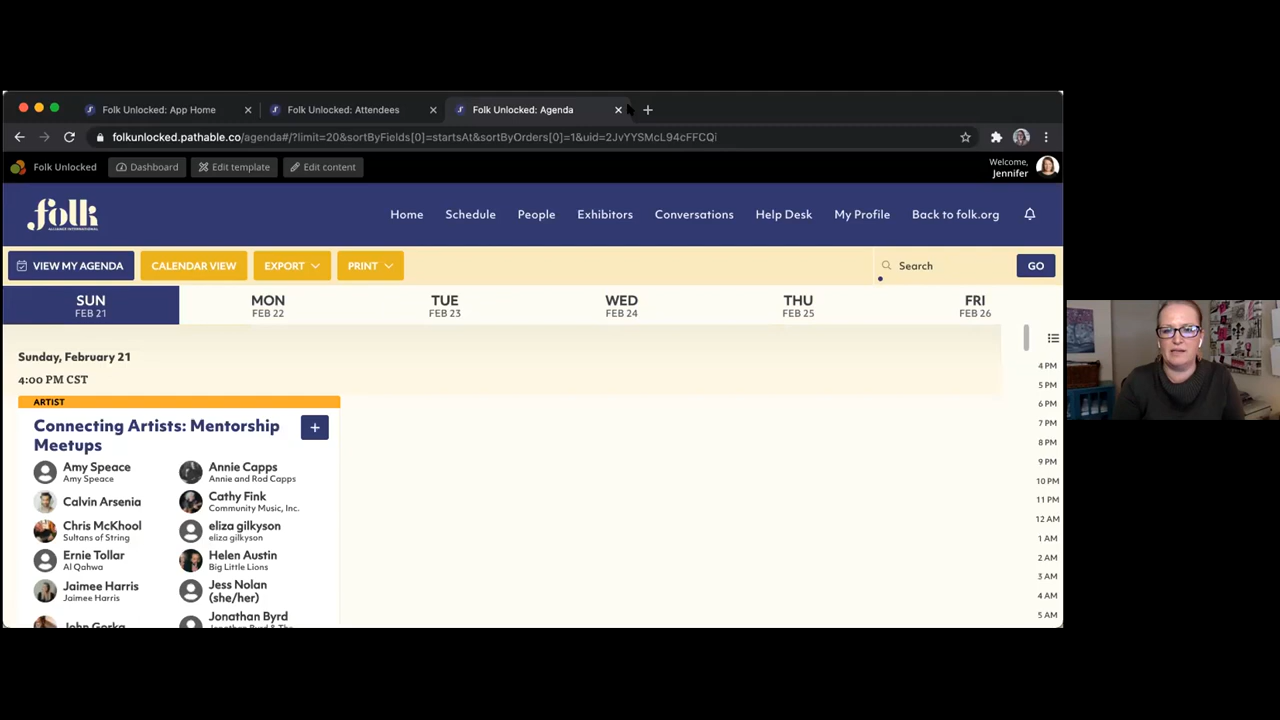 Folk Unlocked: App Home
Folk Unlocked: Attendees
Folk Unlocked: Agenda
folkunlocked.pathable.co/agenda#/?limit=20&sortByFields[0]=startsAt&sortByOrders[0]=1&uid=2JvYYSMcL94cFFCQi
Folk Unlocked
Dashboard
Edit template
Edit content
Welcome,
Jennifer
folk
ALLIANCE INTERNATIONAL
Home
Schedule
People
Exhibitors
Conversations
Help Desk
My Profile
Back to folk.org
VIEW MY AGENDA
CALENDAR VIEW
EXPORT
PRINT
Search
GO
SUN
FEB 21
MON
FEB 22
TUE
FEB 23
WED
FEB 24
THU
FEB 25
FRI
FEB 26
Sunday, February 21
4:00 PM CST
ARTIST
Connecting Artists: Mentorship
Meetups
+
Amy Speace
Amy Speace
Annie Capps
Annie and Rod Capps
Calvin Arsenia
Cathy Fink
Community Music, Inc.
Chris McKhool
Sultans of String
eliza gilkyson
eliza gilkyson
Ernie Tollar
Al Qahwa
Helen Austin
Big Little Lions
Jaimee Harris
Jaimee Harris
Jess Nolan
(she/her)
John Gorka
Jonathan Byrd
Jonathan Byrd & The
4 PM
5 PM
6 PM
7 PM
8 PM
9 PM
10 PM
11 PM
12 AM
1 AM
2 AM
3 AM
4 AM
5 AM